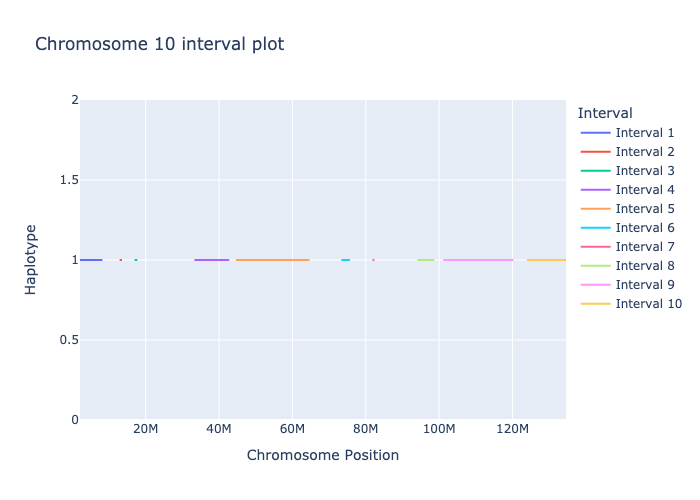 Chromosome 10 interval plot
2
1.5
1
0.5
0
Haplotype
20M
40M
60M
80M
100M
120M
Chromosome Position
Interval
Interval 1
Interval 2
Interval 3
Interval 4
Interval 5
Interval 6
Interval 7
Interval 8
Interval 9
Interval 10